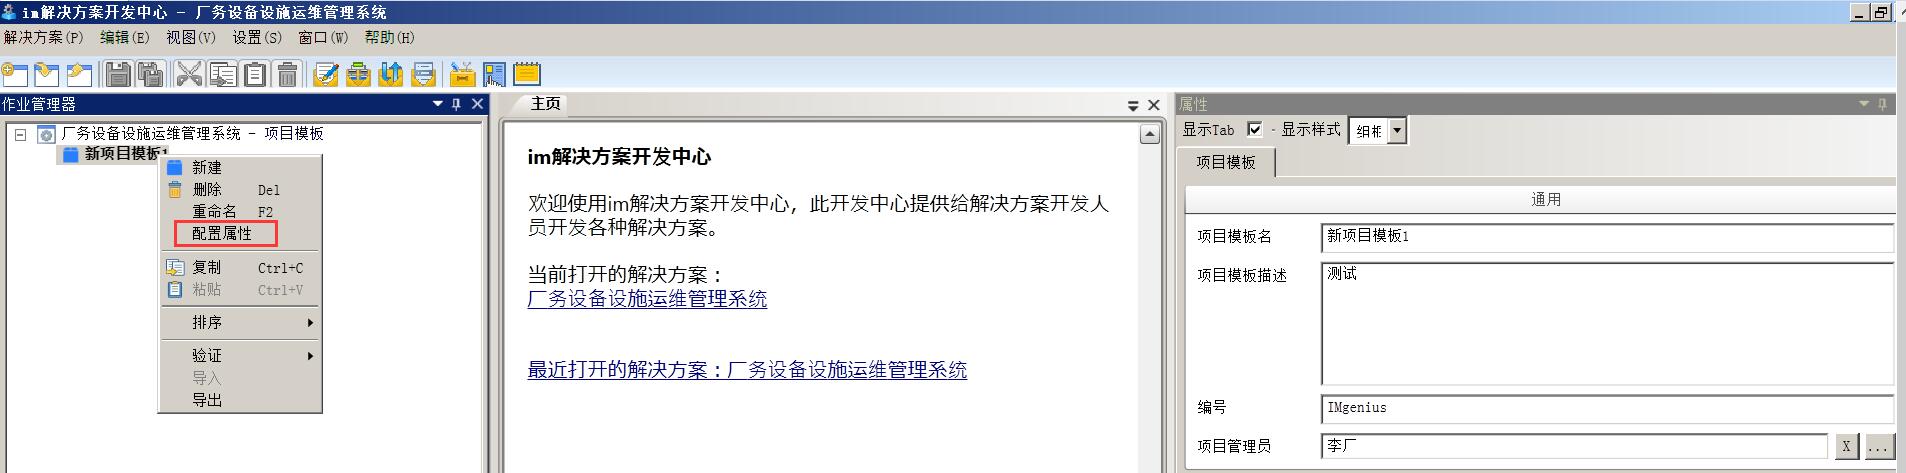 im解决方案开发中心 - 厂务设备设施运维管理系统
解决方案(P) 编辑(E) 视图(V) 设置(S) 窗口(W) 帮助(H)
作业管理器
厂务设备设施运维管理系统 - 项目模板
新项目模板1
新建
删除 Del
重命名 F2
配置属性
复制 Ctrl+C
粘贴 Ctrl+V
排序
验证
导入
导出
主页
im解决方案开发中心
欢迎使用im解决方案开发中心，此开发中心提供给解决方案开发人
员开发各种解决方案。
当前打开的解决方案：
厂务设备设施运维管理系统
最近打开的解决方案：厂务设备设施运维管理系统
属性
显示Tab - 显示样式 细
项目模板
通用
项目模板名 新项目模板1
项目模板描述 测试
编号 IMgenius
项目管理员 李厂 X ...